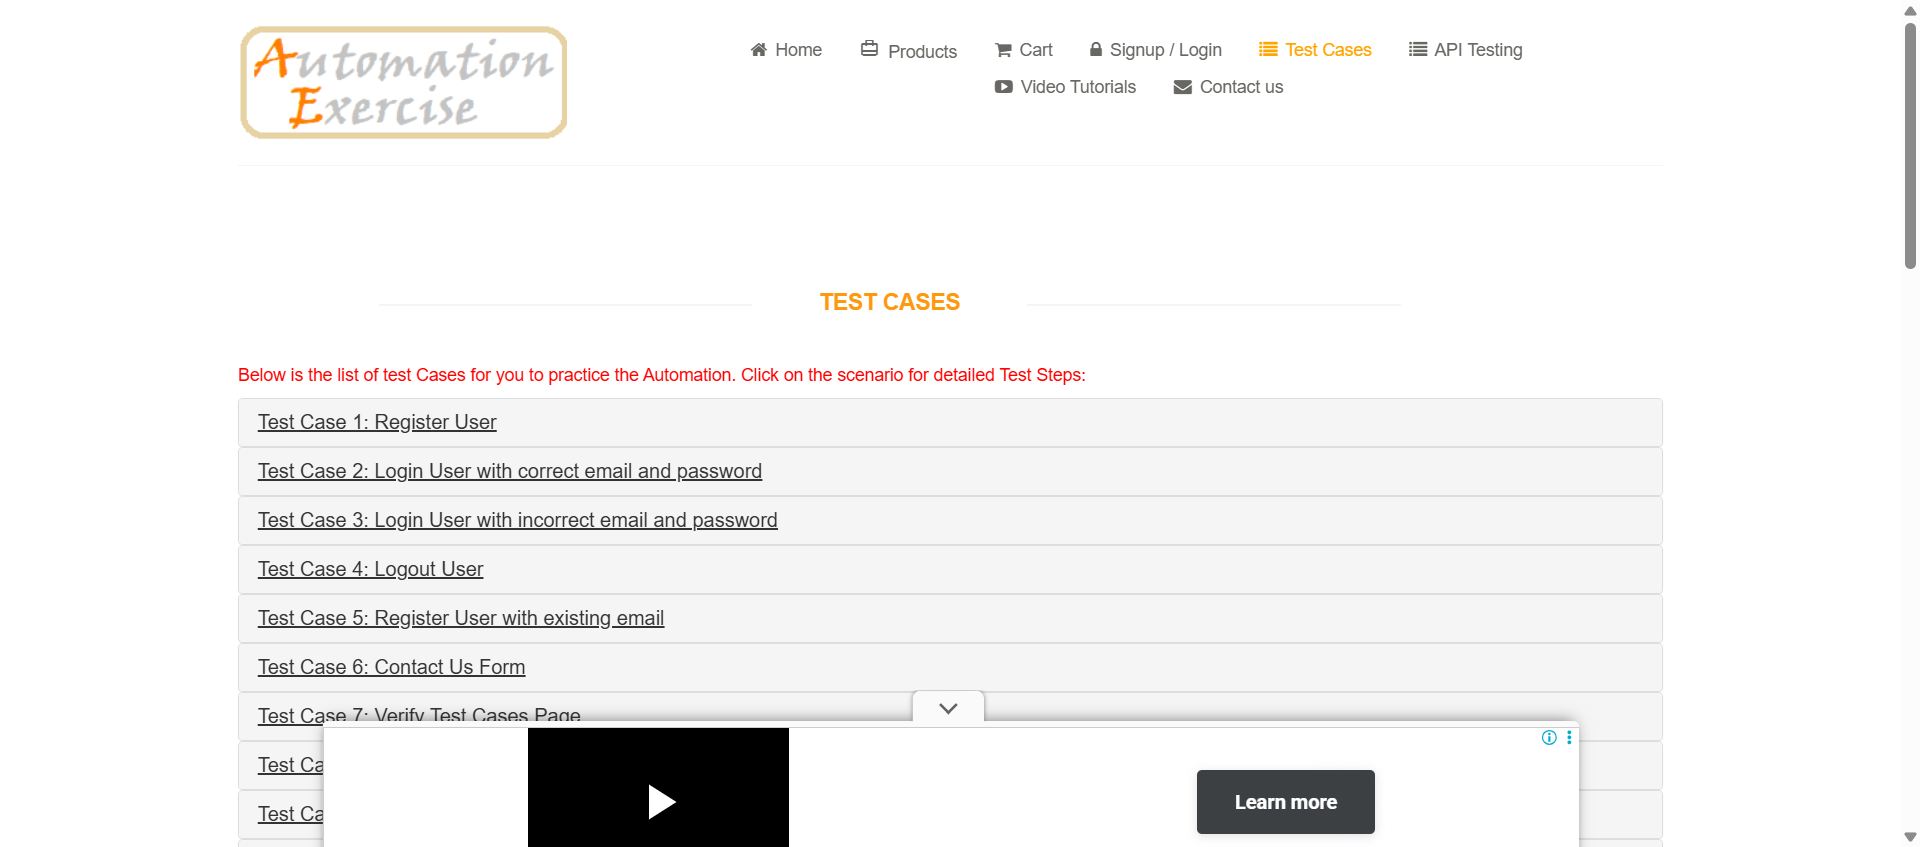 Automation
Exercise
Home
Products
Cart
Signup / Login
Test Cases
API Testing
Video Tutorials
Contact us
TEST CASES
Below is the list of test Cases for you to practice the Automation. Click on the scenario for detailed Test Steps:
Test Case 1: Register User
Test Case 2: Login User with correct email and password
Test Case 3: Login User with incorrect email and password
Test Case 4: Logout User
Test Case 5: Register User with existing email
Test Case 6: Contact Us Form
Test Case 7: Verify Test Cases Page
Test Ca
Test Ca
Learn more